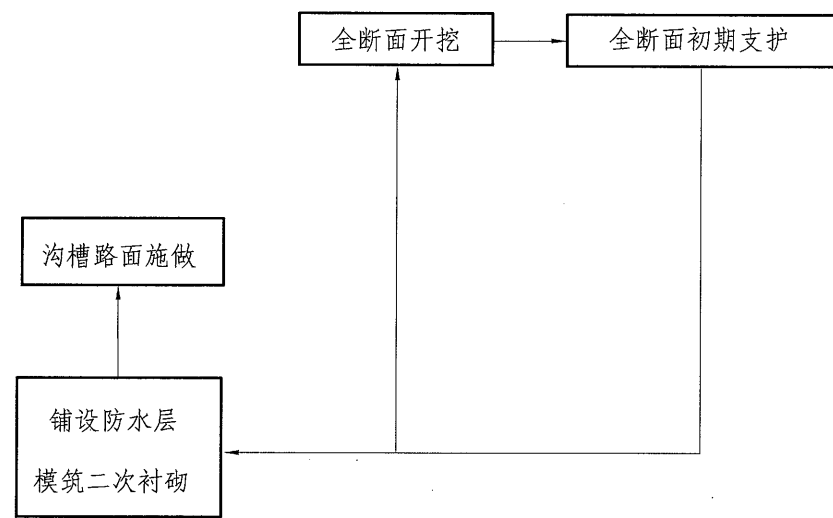 全断面开挖
全断面初期支护
沟槽路面施做
铺设防水层
模筑二次衬砌